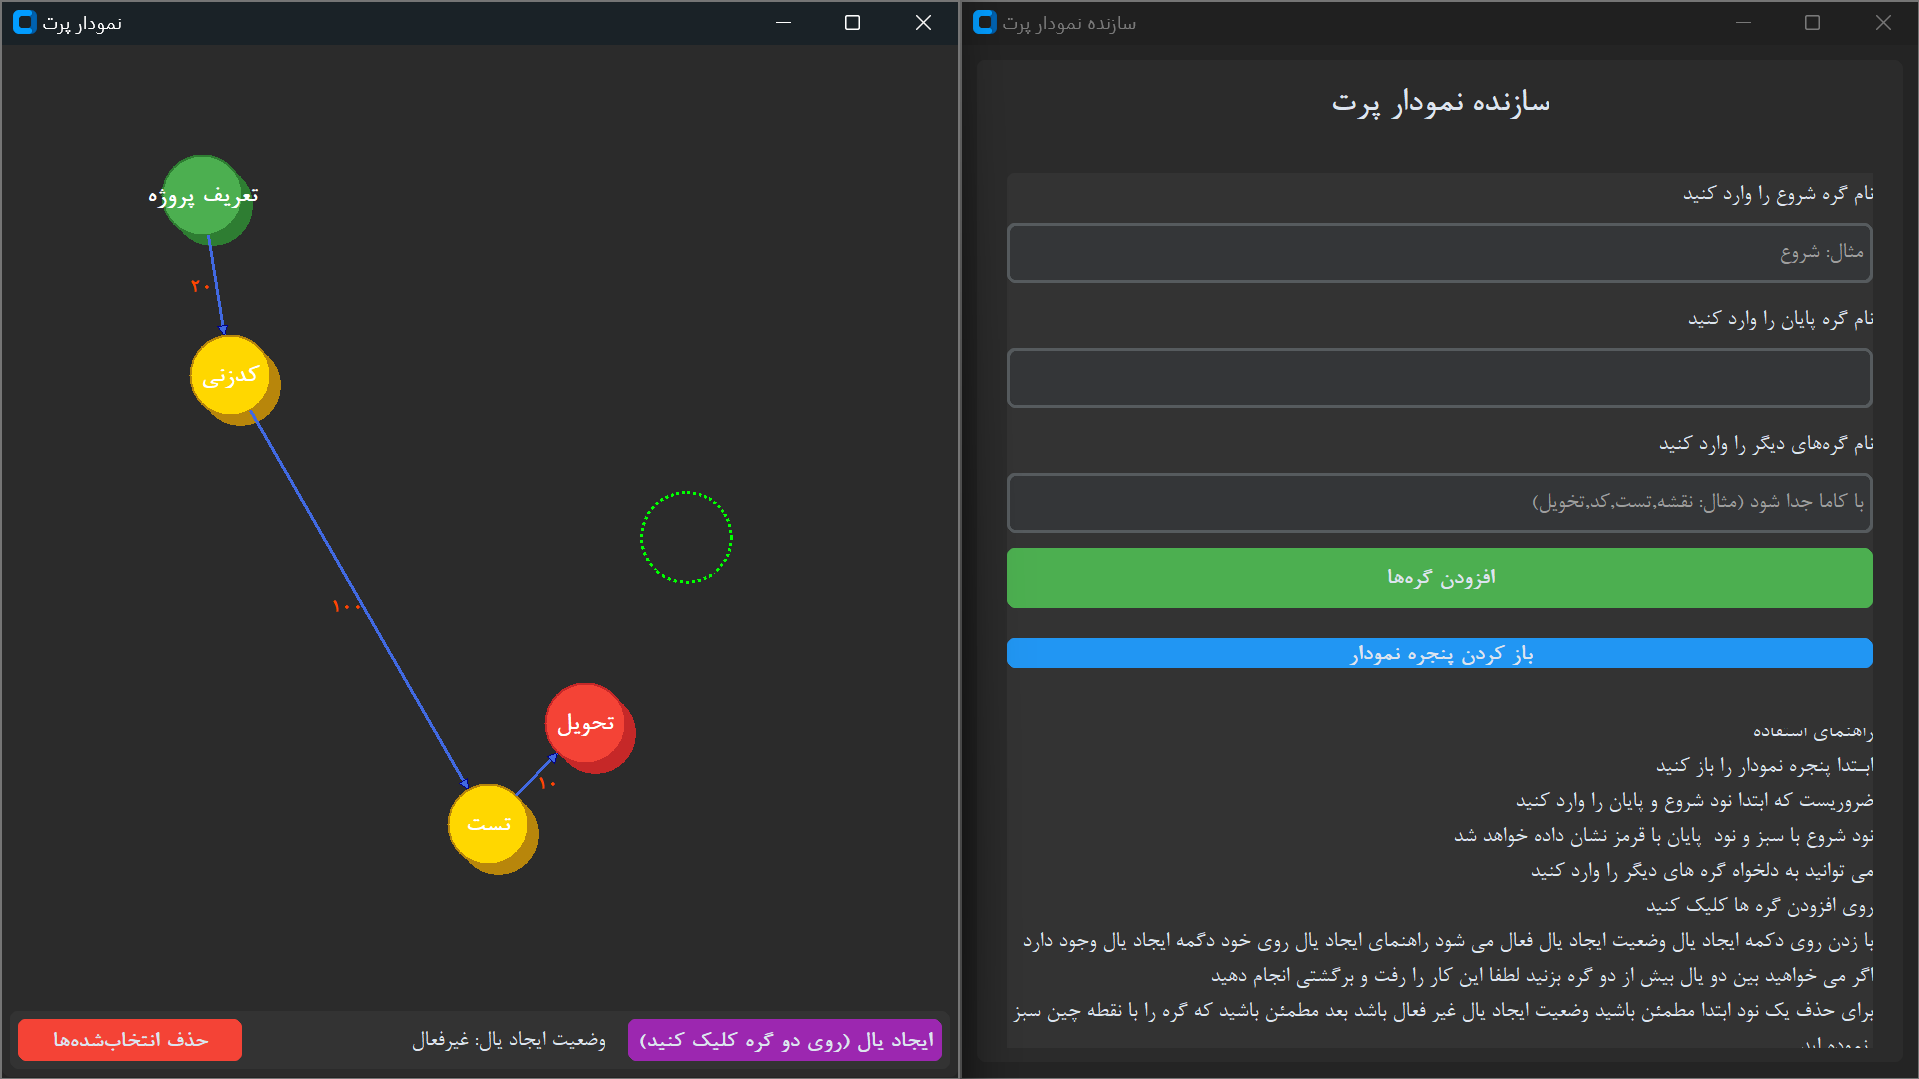 نمودار پرت
تعریف پروژه
۲۰
کدزنی
۱۰۰
تحویل
۱۰
تست
ایجاد یال (روی دو گره کلیک کنید)
وضعیت ایجاد یال: غیرفعال
حذف انتخاب‌شده‌ها
سازنده نمودار پرت
سازنده نمودار پرت
نام گره شروع را وارد کنید
مثال: شروع
نام گره پایان را وارد کنید
نام گره‌های دیگر را وارد کنید
با کاما جدا شود (مثال: نقشه,تست,کد,تخویل)
افزودن گره‌ها
باز کردن پنجره نمودار
راهنمای استفاده
ابتدا پنجره نمودار را باز کنید
ضروریست که ابتدا نود شروع و پایان را وارد کنید
نود شروع با سبز و نود  پایان با قرمز نشان داده خواهد شد
می توانید به دلخواه گره های دیگر را وارد کنید
روی افزودن گره ها کلیک کنید
با زدن روی دکمه ایجاد یال وضعیت ایجاد یال فعال می شود راهنمای ایجاد یال روی خود دگمه ایجاد یال وجود دارد
اگر می خواهید بین دو یال بیش از دو گره بزنید لطفا این کار را رفت و برگشتی انجام دهید
برای حذف یک نود ابتدا مطمئن باشید وضعیت ایجاد یال غیر فعال باشد بعد مطمئن باشید که گره را با نقطه چین سبز
نموده اید